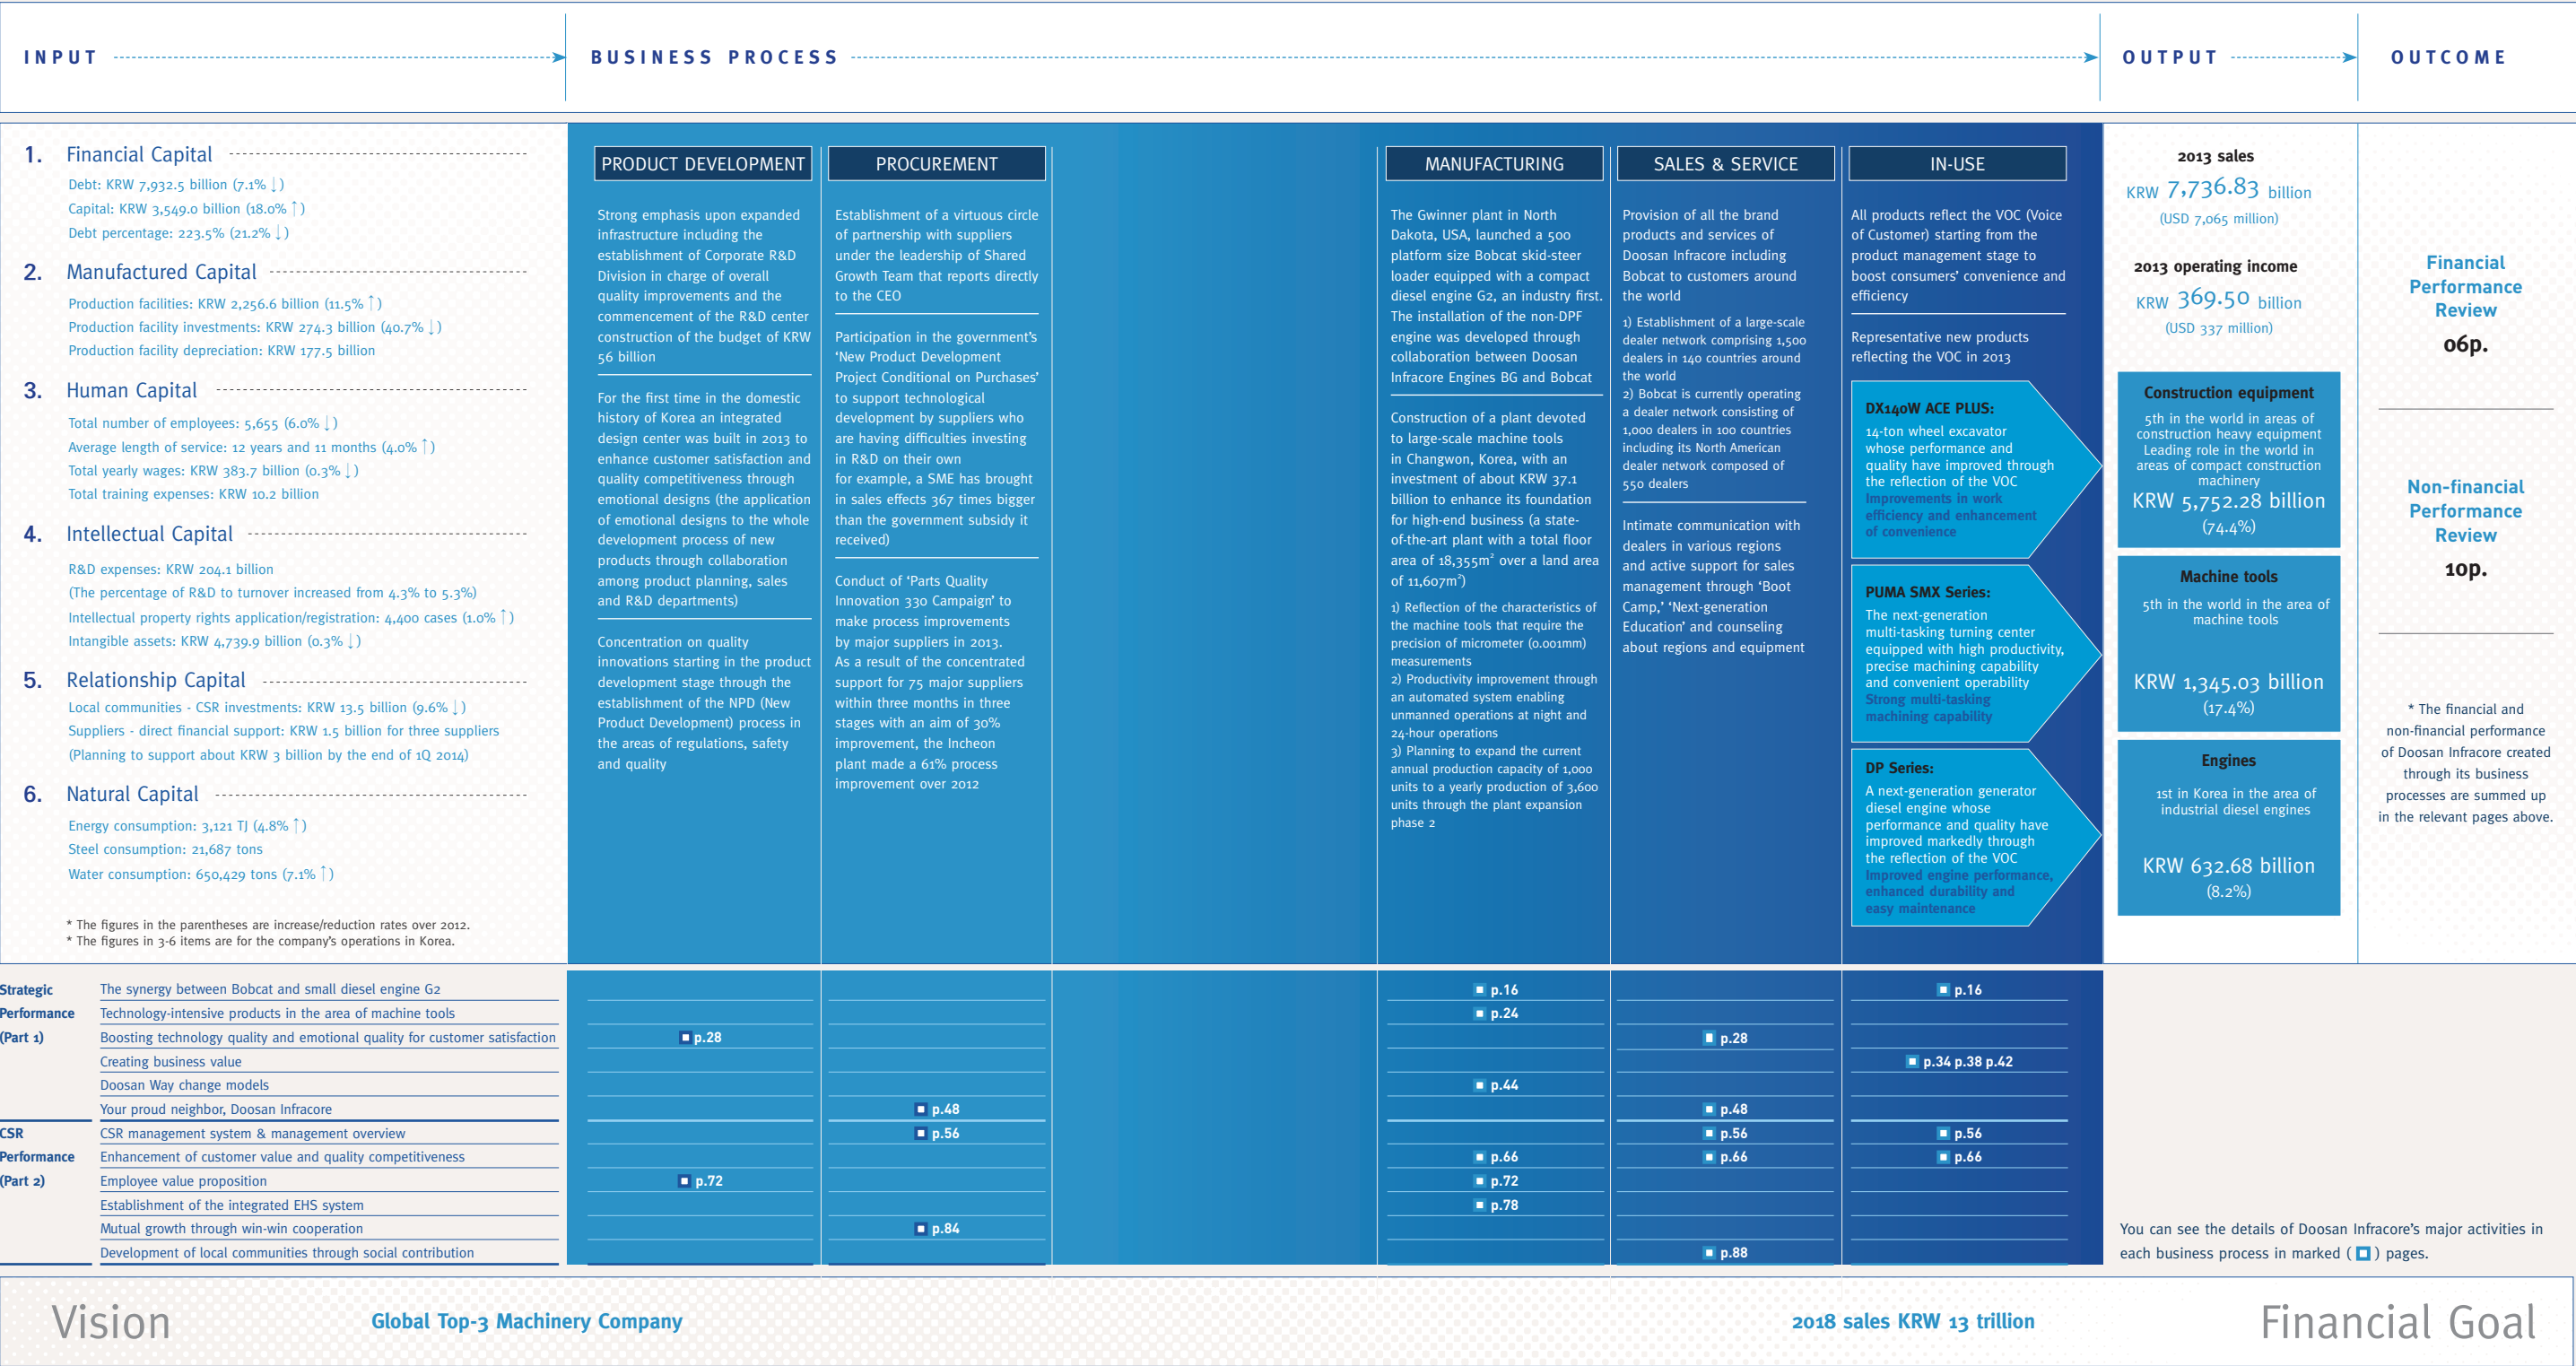 INPUT
BUSINESS PROCESS
OUTPUT
OUTCOME
1. Financial Capital
Debt: KRW 7,932.5 billion (7.1% ↓)
Capital: KRW 3,549.0 billion (18.0% ↑)
Debt percentage: 223.5% (21.2% ↓)
2. Manufactured Capital
Production facilities: KRW 2,256.6 billion (11.5% ↑)
Production facility investments: KRW 274.3 billion (40.7% ↓)
Production facility depreciation: KRW 177.5 billion
3. Human Capital
Total number of employees: 5,655 (6.0% ↓)
Average length of service: 12 years and 11 months (4.0% ↑)
Total yearly wages: KRW 383.7 billion (0.3% ↓)
Total training expenses: KRW 10.2 billion
4. Intellectual Capital
R&D expenses: KRW 204.1 billion
(The percentage of R&D to turnover increased from 4.3% to 5.3%)
Intellectual property rights application/registration: 4,400 cases (1.0% ↑)
Intangible assets: KRW 4,739.9 billion (0.3% ↓)
5. Relationship Capital
Local communities - CSR investments: KRW 13.5 billion (9.6% ↓)
Suppliers - direct financial support: KRW 1.5 billion for three suppliers
(Planning to support about KRW 3 billion by the end of 1Q 2014)
6. Natural Capital
Energy consumption: 3,121 TJ (4.8% ↑)
Steel consumption: 21,687 tons
Water consumption: 650,429 tons (7.1% ↑)
* The figures in the parentheses are increase/reduction rates over 2012.
* The figures in 3-6 items are for the company's operations in Korea.
PRODUCT DEVELOPMENT
Strong emphasis upon expanded
infrastructure including the
establishment of Corporate R&D
Division in charge of overall
quality improvements and the
commencement of the R&D center
construction of the budget of KRW
56 billion
For the first time in the domestic
history of Korea an integrated
design center was built in 2013 to
enhance customer satisfaction and
quality competitiveness through
emotional designs (the application
of emotional designs to the whole
development process of new
products through collaboration
among product planning, sales
and R&D departments)
Concentration on quality
innovations starting in the product
development stage through the
establishment of the NPD (New
Product Development) process in
the areas of regulations, safety
and quality
PROCUREMENT
Establishment of a virtuous circle
of partnership with suppliers
under the leadership of Shared
Growth Team that reports directly
to the CEO
Participation in the government's
'New Product Development
Project Conditional on Purchases'
to support technological
development by suppliers who
are having difficulties investing
in R&D on their own
for example, a SME has brought
in sales effects 367 times bigger
than the government subsidy it
received)
Conduct of 'Parts Quality
Innovation 330 Campaign' to
make process improvements
by major suppliers in 2013.
As a result of the concentrated
support for 75 major suppliers
within three months in three
stages with an aim of 30%
improvement, the Incheon
plant made a 61% process
improvement over 2012
MANUFACTURING
The Gwinner plant in North
Dakota, USA, launched a 500
platform size Bobcat skid-steer
loader equipped with a compact
diesel engine G2, an industry first.
The installation of the non-DPF
engine was developed through
collaboration between Doosan
Infracore Engines BG and Bobcat
Construction of a plant devoted
to large-scale machine tools
in Changwon, Korea, with an
investment of about KRW 37.1
billion to enhance its foundation
for high-end business (a state-
of-the-art plant with a total floor
area of 18,355m² over a land area
of 11,607m²)
1) Reflection of the characteristics of
the machine tools that require the
precision of micrometer (0.001mm)
measurements
2) Productivity improvement through
an automated system enabling
unmanned operations at night and
24-hour operations
3) Planning to expand the current
annual production capacity of 1,000
units to a yearly production of 3,600
units through the plant expansion
phase 2
SALES & SERVICE
Provision of all the brand
products and services of
Doosan Infracore including
Bobcat to customers around
the world
1) Establishment of a large-scale
dealer network comprising 1,500
dealers in 140 countries around
the world
2) Bobcat is currently operating
a dealer network consisting of
1,000 dealers in 100 countries
including its North American
dealer network composed of
550 dealers
Intimate communication with
dealers in various regions
and active support for sales
management through 'Boot
Camp,' 'Next-generation
Education' and counseling
about regions and equipment
IN-USE
All products reflect the VOC (Voice
of Customer) starting from the
product management stage to
boost consumers' convenience and
efficiency
Representative new products
reflecting the VOC in 2013
DX140W ACE PLUS:
14-ton wheel excavator
whose performance and
quality have improved through
the reflection of the VOC
Improvements in work
efficiency and enhancement
of convenience
PUMA SMX Series:
The next-generation
multi-tasking turning center
equipped with high productivity,
precise machining capability
and convenient operability
Strong multi-tasking
machining capability
DP Series:
A next-generation generator
diesel engine whose
performance and quality have
improved markedly through
the reflection of the VOC
Improved engine performance,
enhanced durability and
easy maintenance
2013 sales
KRW 7,736.83 billion
(USD 7,065 million)
2013 operating income
KRW 369.50 billion
(USD 337 million)
Construction equipment
5th in the world in areas of
construction heavy equipment
Leading role in the world in
areas of compact construction
machinery
KRW 5,752.28 billion
(74.4%)
Machine tools
5th in the world in the area of
machine tools
KRW 1,345.03 billion
(17.4%)
Engines
1st in Korea in the area of
industrial diesel engines
KRW 632.68 billion
(8.2%)
Financial
Performance
Review
06p.
Non-financial
Performance
Review
10p.
* The financial and
non-financial performance
of Doosan Infracore created
through its business
processes are summed up
in the relevant pages above.
Strategic The synergy between Bobcat and small diesel engine G2 p.16 p.16
Performance Technology-intensive products in the area of machine tools p.24
(Part 1) Boosting technology quality and emotional quality for customer satisfaction p.28 p.28
Creating business value p.34 p.38 p.42
Doosan Way change models p.44
Your proud neighbor, Doosan Infracore p.48 p.48
CSR CSR management system & management overview p.56 p.56 p.56
Performance Enhancement of customer value and quality competitiveness p.66 p.66 p.66
(Part 2) Employee value proposition p.72 p.72
Establishment of the integrated EHS system p.78
Mutual growth through win-win cooperation p.84
Development of local communities through social contribution p.88
You can see the details of Doosan Infracore's major activities in
each business process in marked ( ) pages.
Vision
Global Top-3 Machinery Company
2018 sales KRW 13 trillion
Financial Goal